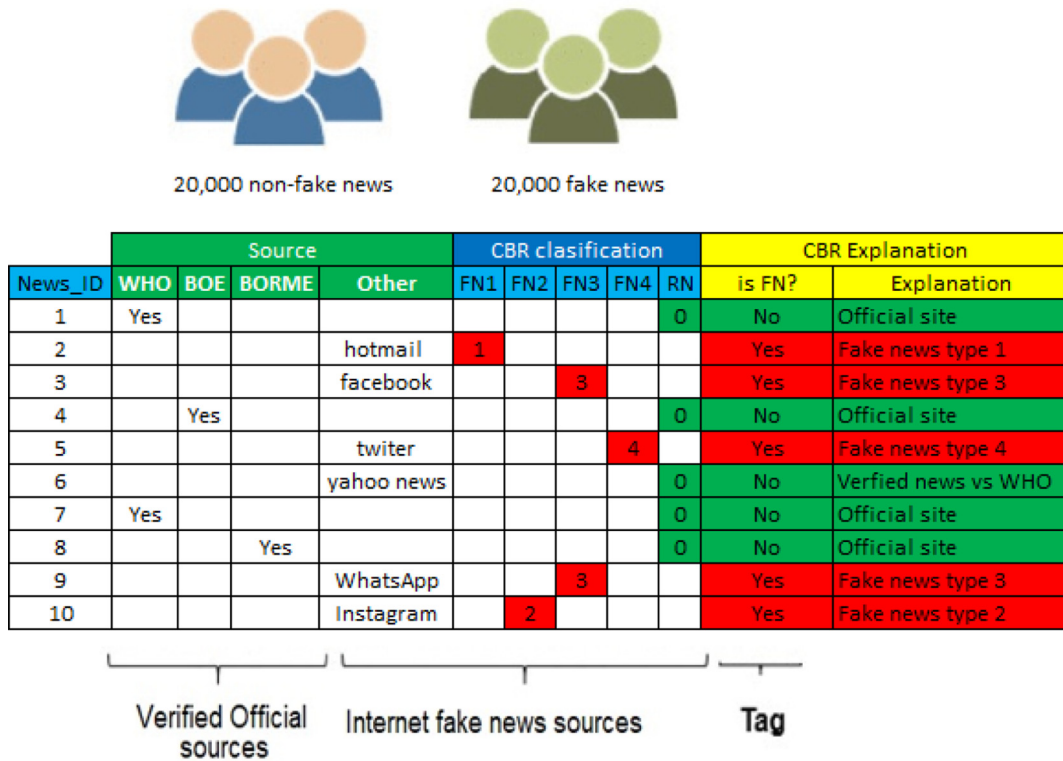 20,000 non-fake news 20,000 fake news
Source CBR clasification CBR Explanation
News_ID WHO BOE BORME Other FN1 FN2 FN3 FN4 RN is FN? Explanation
1 Yes 0 No Official site
2 hotmail 1 Yes Fake news type 1
3 facebook 3 Yes Fake news type 3
4 Yes 0 No Official site
5 twiter 4 Yes Fake news type 4
6 yahoo news 0 No Verfied news vs WHO
7 Yes 0 No Official site
8 Yes 0 No Official site
9 WhatsApp 3 Yes Fake news type 3
10 Instagram 2 Yes Fake news type 2
Verified Official
sources
Internet fake news sources
Tag